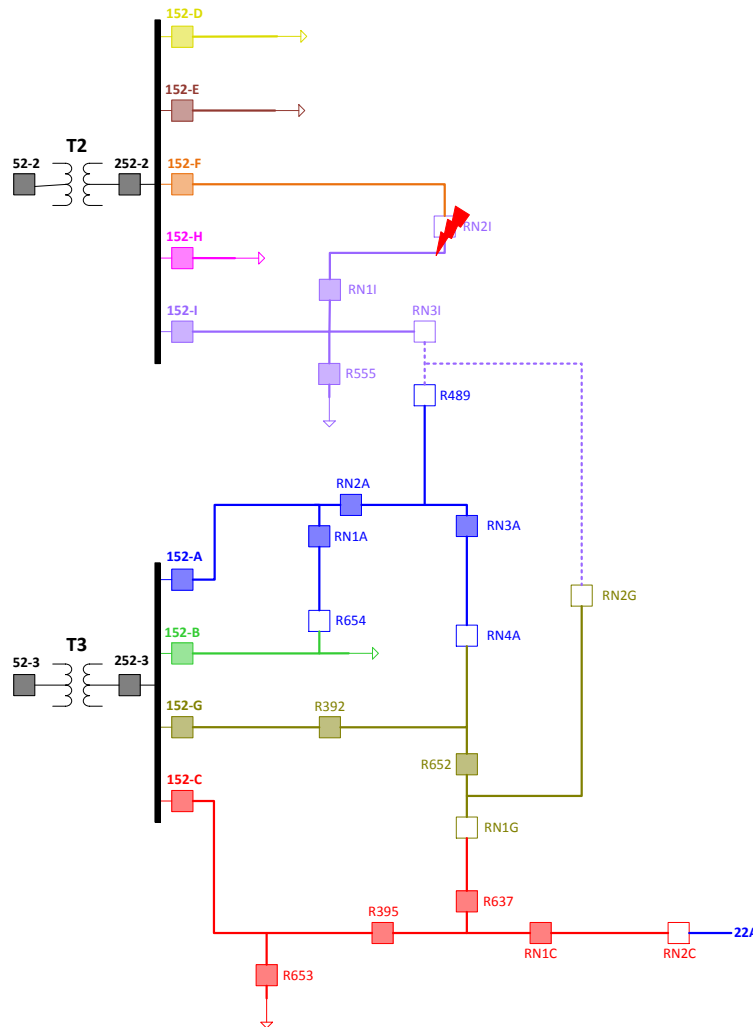 152-D
152-E
T2
52-2
252-2
152-F
RN2I
152-H
RN1I
152-I
RN3I
R555
R489
RN2A
RN1A
RN3A
152-A
RN2G
R654
RN4A
T3
152-B
52-3
252-3
152-G
R392
R652
152-C
RN1G
R637
R395
RN1C
RN2C
22A
R653